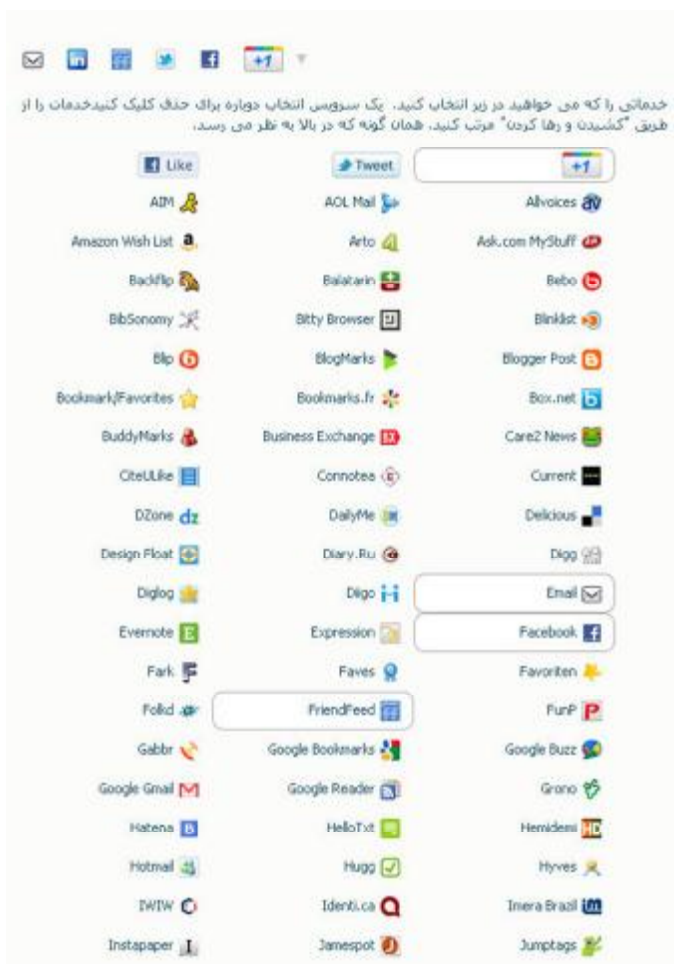 +1
خدماتی را که می خواهید در زیر انتخاب کنید. یک سرویس انتخاب دوباره برای حذف کلیک کنیدخدمات را از
طریق "کشیدن و رها کردن" مرتب کنید، همان گونه که در بالا به نظر می رسد.
+1 Tweet Like
Allvoices AOL Mail AIM
Ask.com MyStuff Arto Amazon Wish List
Bebo Balatarin Backflip
Blinklist Bitty Browser BibSonomy
Blogger Post BlogMarks Blip
Box.net Bookmarks.fr Bookmark/Favorites
Care2 News Business Exchange BuddyMarks
Current Connotea CiteULike
Delicious DailyMe DZone
Digg Diary.Ru Design Float
Email Diigo Diglog
Facebook Expression Evernote
Favoriten Faves Fark
FunP FriendFeed Folkd
Google Buzz Google Bookmarks Gabbr
Grono Google Reader Google Gmail
Hemidemi HelloTxt Hatena
Hyves Hugg Hotmail
Imera Brazil Identi.ca IWIW
Jumptags Jamespot Instapaper